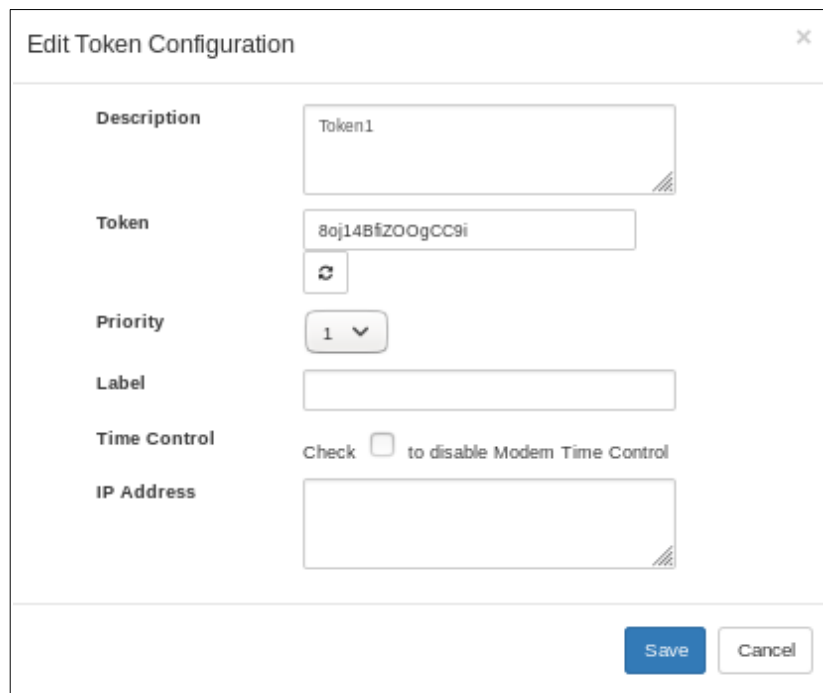 Edit Token Configuration ×
Description
Token1
Token
8oj14BfiZOOgCC9i
Priority
1
Label
Time Control
Check to disable Modem Time Control
IP Address
Save Cancel